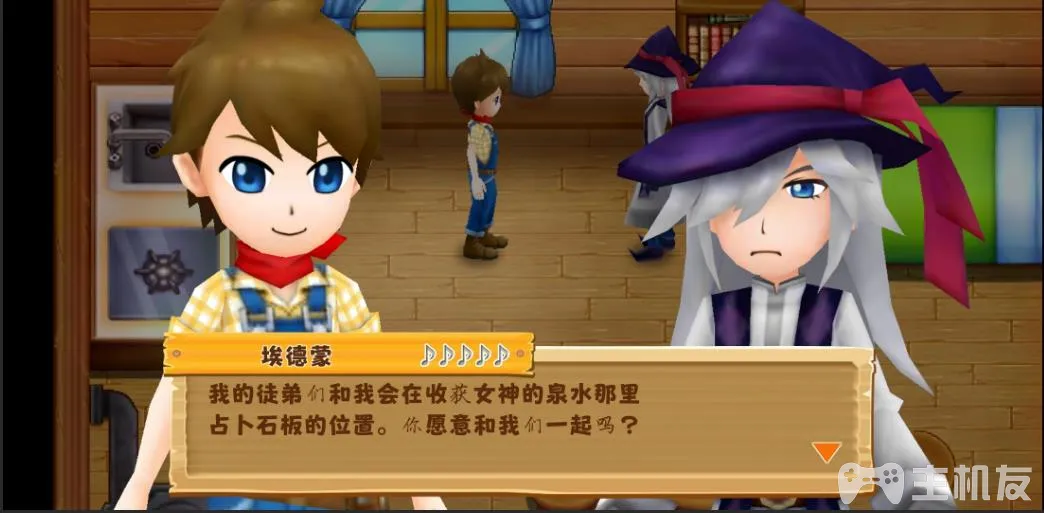 埃德蒙
我的徒弟们和我会在收获女神的泉水那里
占卜石板的位置。你愿意和我们一起吗？
主机友